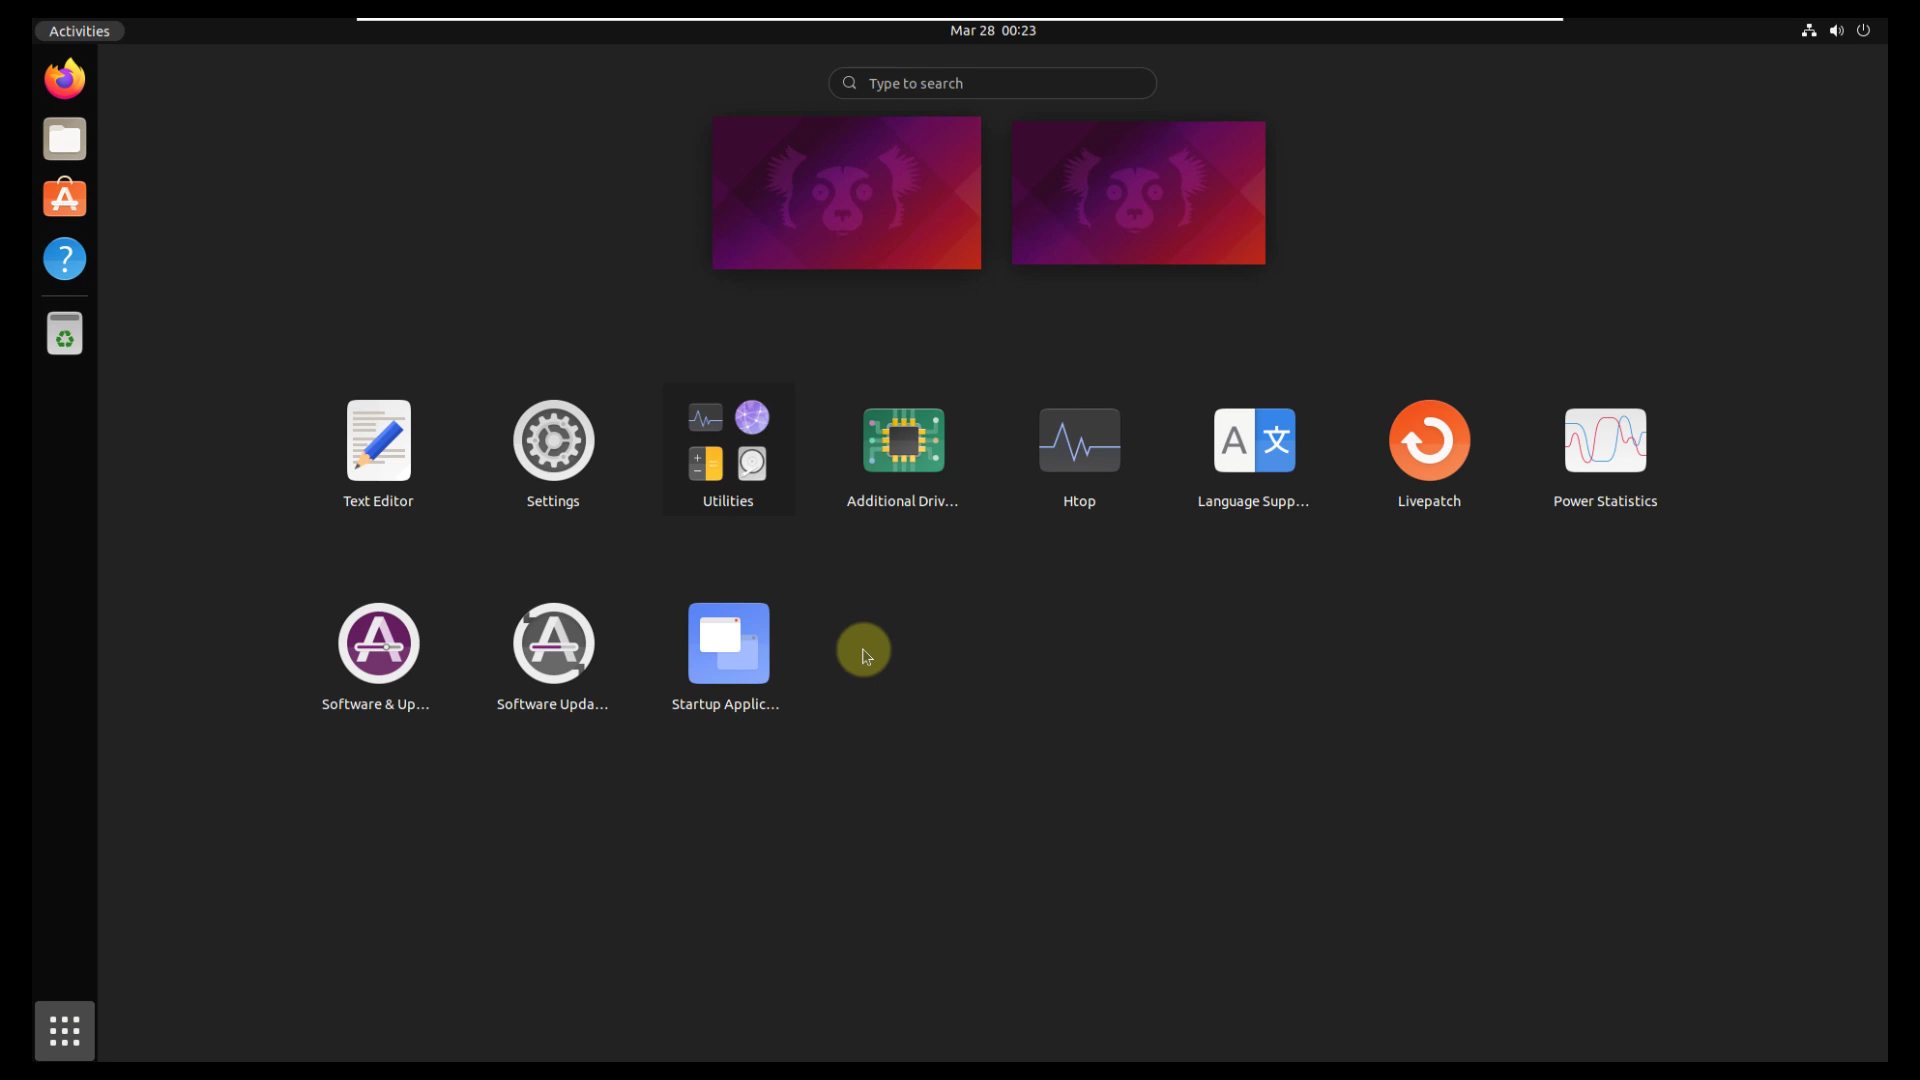 Activities
Mar 28 00:23
Type to search
Text Editor
Settings
Utilities
Additional Driv...
Htop
Language Supp...
Livepatch
Power Statistics
Software & Up...
Software Upda...
Startup Applic...